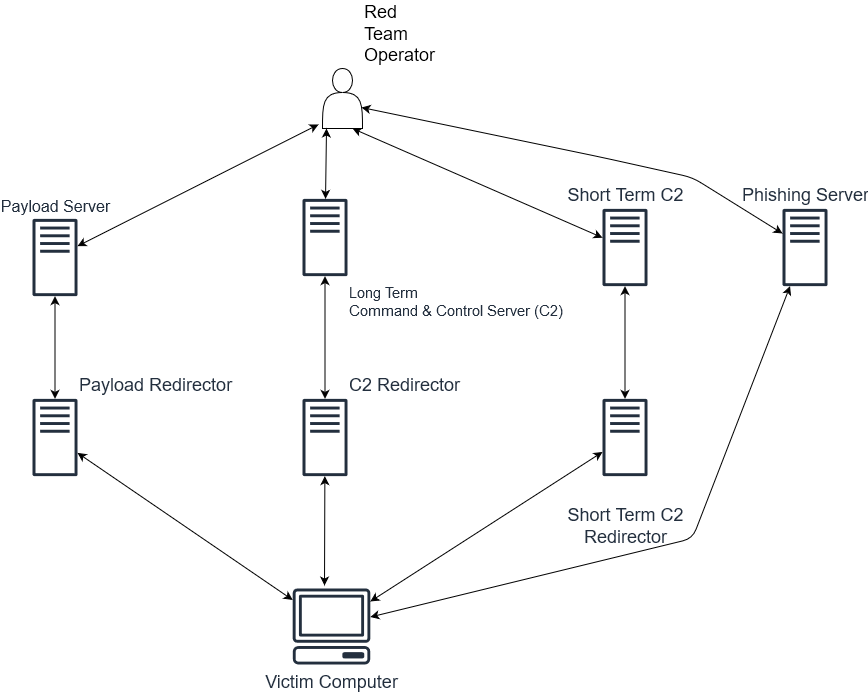 Red
Team
Operator
Payload Server
Short Term C2
Phishing Server
Long Term
Command & Control Server (C2)
Payload Redirector
C2 Redirector
Short Term C2
Redirector
Victim Computer